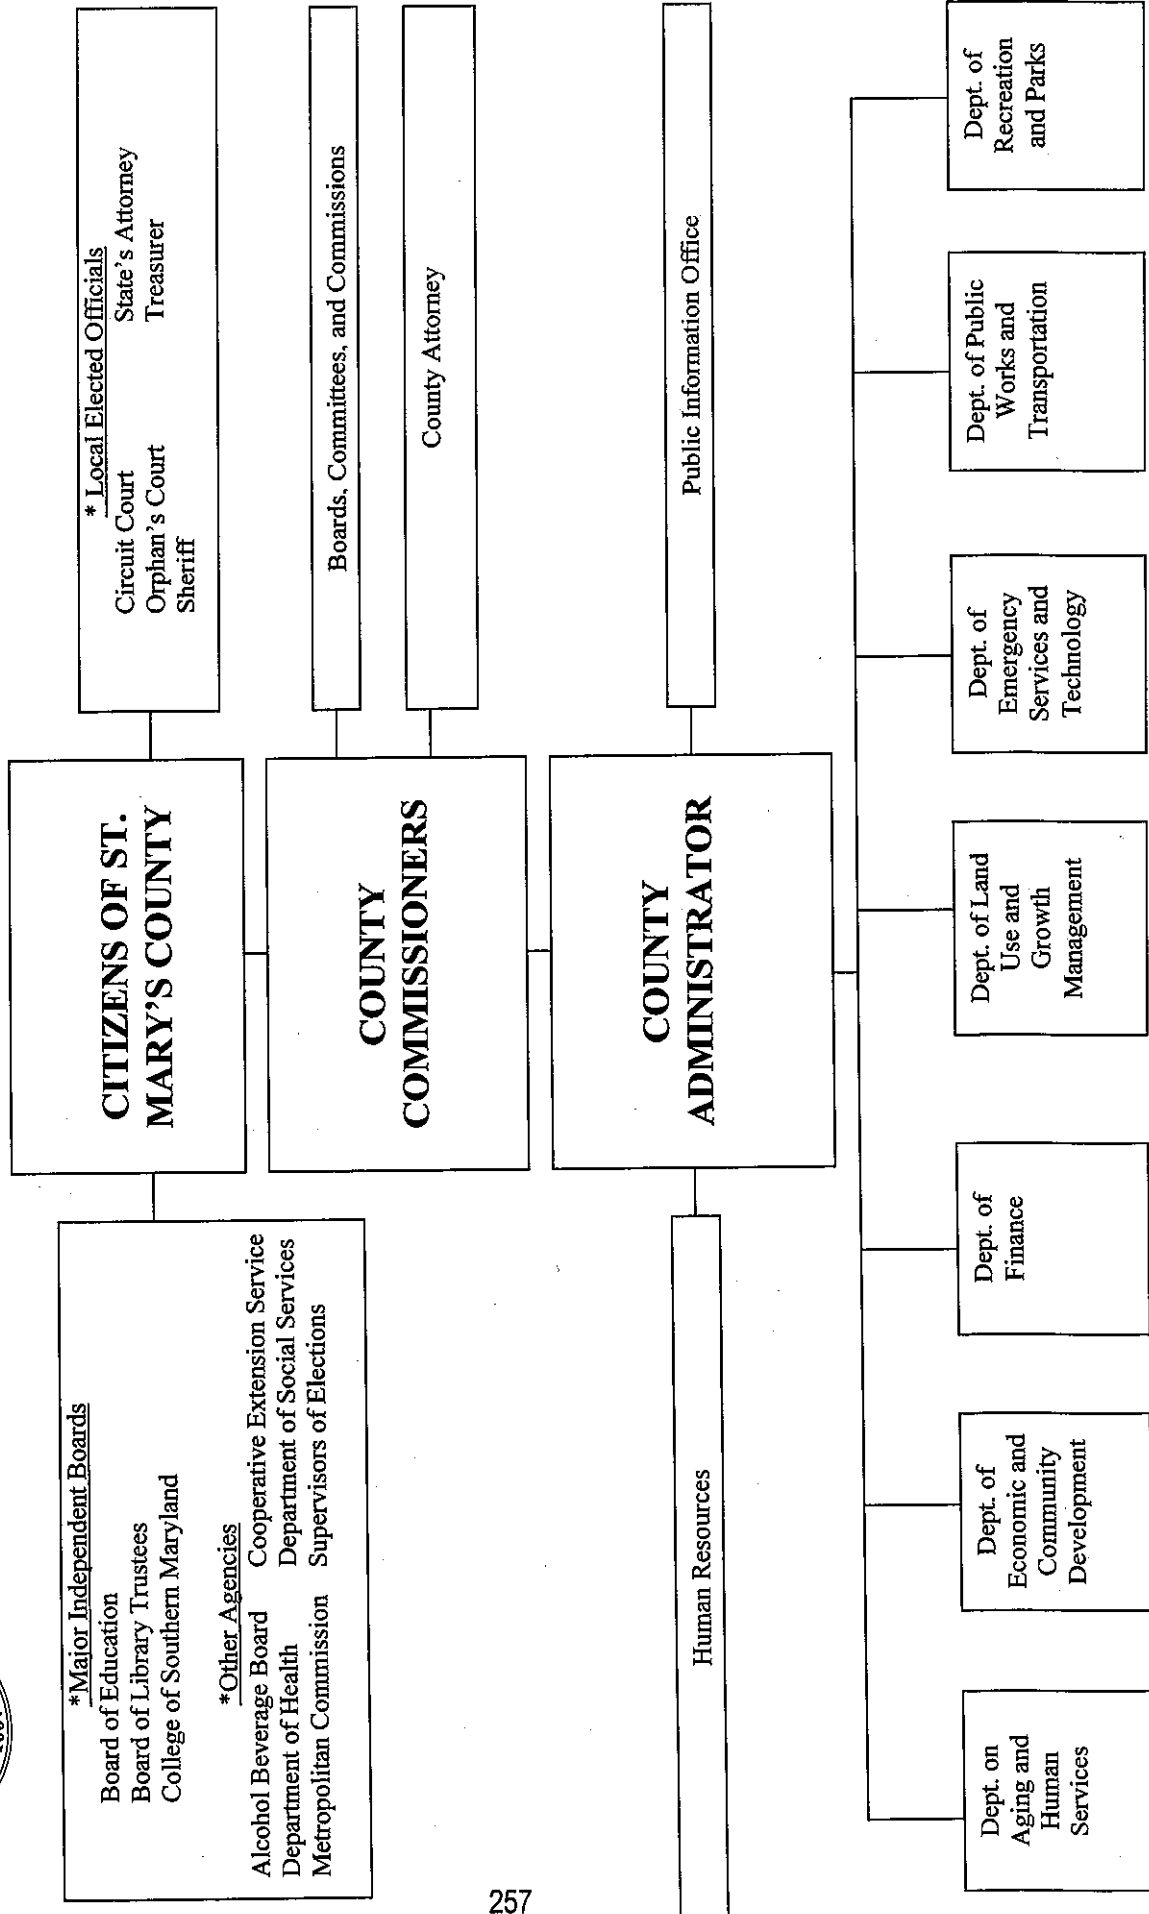 CITIZENS OF ST.
MARY'S COUNTY
*Major Independent Boards
Board of Education
Board of Library Trustees
College of Southern Maryland
*Other Agencies
Alcohol Beverage Board Cooperative Extension Service
Department of Health Department of Social Services
Metropolitan Commission Supervisors of Elections
* Local Elected Officials
Circuit Court State's Attorney
Orphan's Court Treasurer
Sheriff
COUNTY
COMMISSIONERS
Boards, Committees, and Commissions
County Attorney
COUNTY
ADMINISTRATOR
Human Resources
Public Information Office
Dept. on
Aging and
Human
Services
Dept. of
Economic and
Community
Development
Dept. of
Finance
Dept. of Land
Use and
Growth
Management
Dept. of
Emergency
Services and
Technology
Dept. of Public
Works and
Transportation
Dept. of
Recreation
and Parks
257